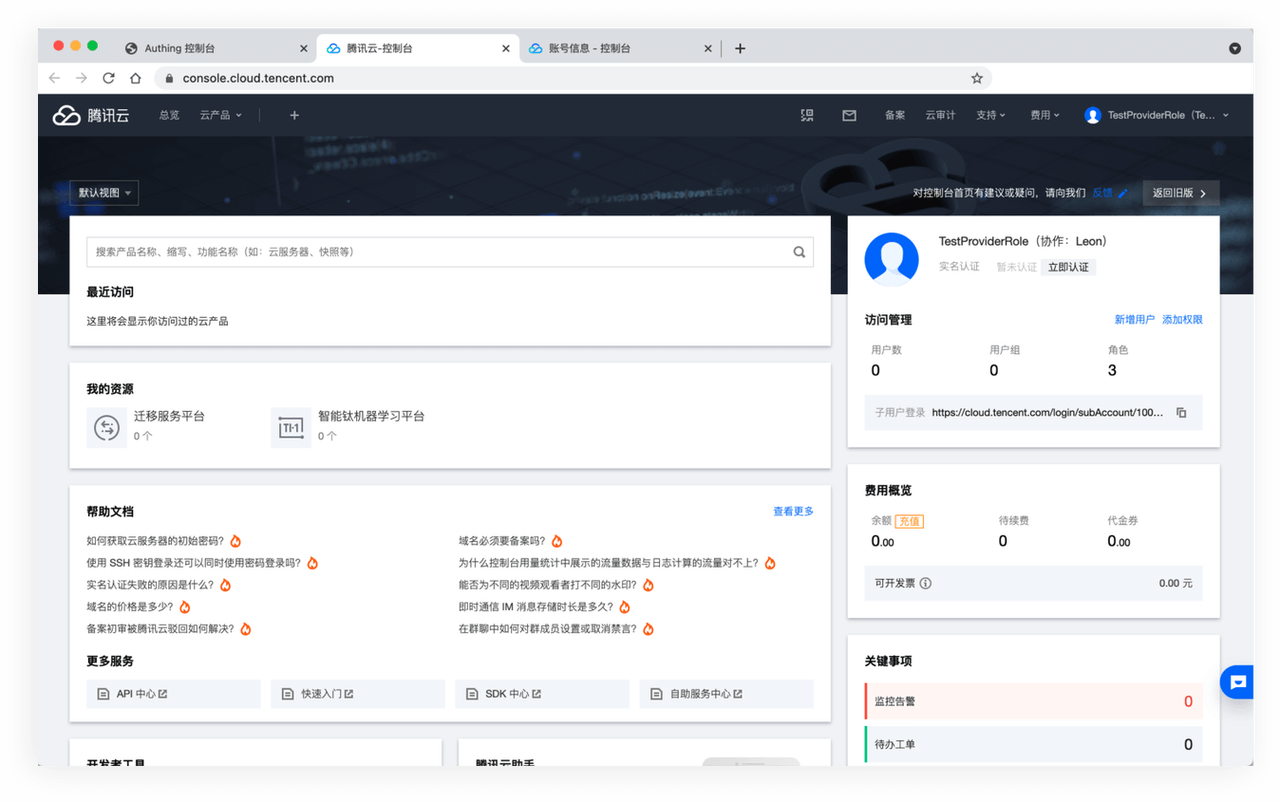 Authing 控制台
腾讯云-控制台
账号信息 - 控制台
console.cloud.tencent.com
腾讯云
总览
云产品
备案
云审计
支持
费用
TestProviderRole（Te...
默认视图
对控制台首页有建议或疑问，请向我们 反馈
返回旧版
搜索产品名称、缩写、功能名称（如：云服务器、快照等）
最近访问
这里将会显示你访问过的云产品
我的资源
迁移服务平台
0 个
智能钛机器学习平台
0 个
帮助文档
查看更多
如何获取云服务器的初始密码？
域名必须要备案吗？
使用 SSH 密钥登录还可以同时使用密码登录吗？
为什么控制台用量统计中展示的流量数据与日志计算的流量对不上？
实名认证失败的原因是什么？
能否为不同的视频观看者打不同的水印？
域名的价格是多少？
即时通信 IM 消息存储时长是多久？
备案初审被腾讯云驳回如何解决？
在群聊中如何对群成员设置或取消禁言？
更多服务
API 中心
快速入门
SDK 中心
自助服务中心
开发者工具
腾讯云助手
TestProviderRole（协作：Leon）
实名认证 暂未认证 立即认证
访问管理
新增用户 添加权限
用户数
用户组
角色
0
0
3
子用户登录 https://cloud.tencent.com/login/subAccount/100...
费用概览
余额 充值
待续费
代金券
0.00
0
0.00
可开发票
0.00 元
关键事项
监控告警
0
待办工单
0